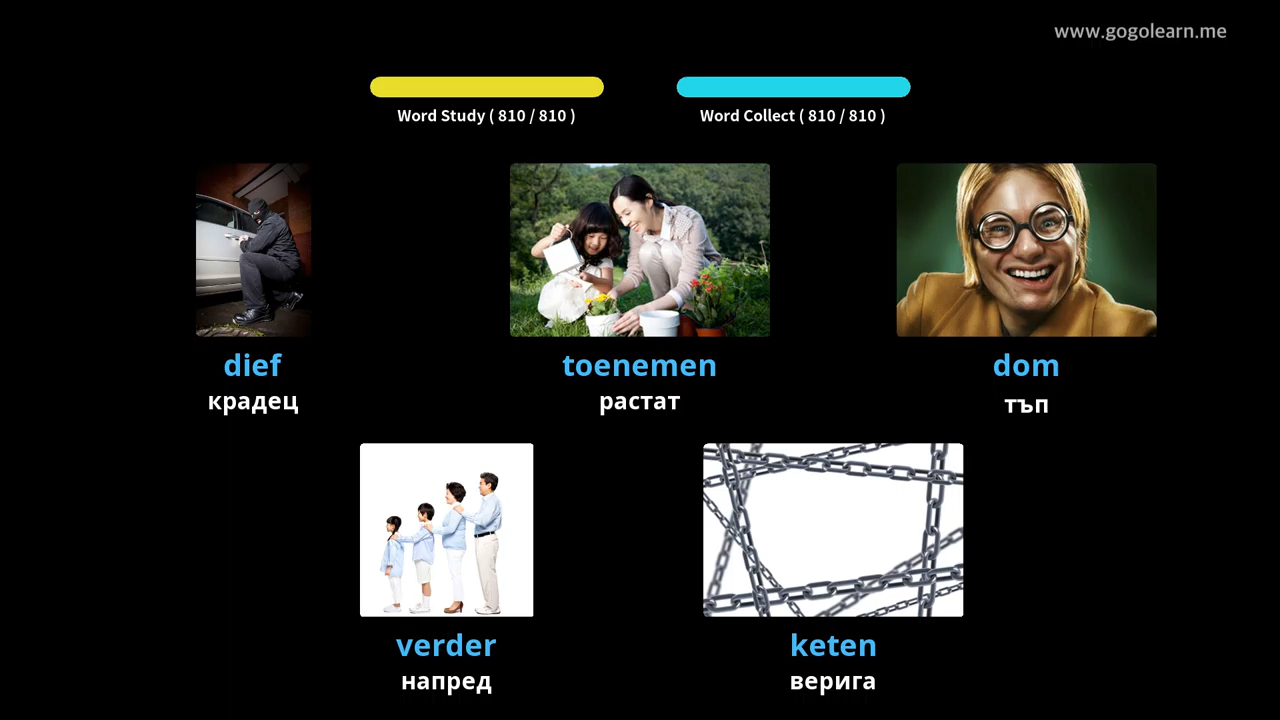 www.gogolearn.me
Word Study ( 810 / 810 )
Word Collect ( 810 / 810 )
dief
крадец
toenemen
растат
dom
тъп
verder
напред
keten
верига